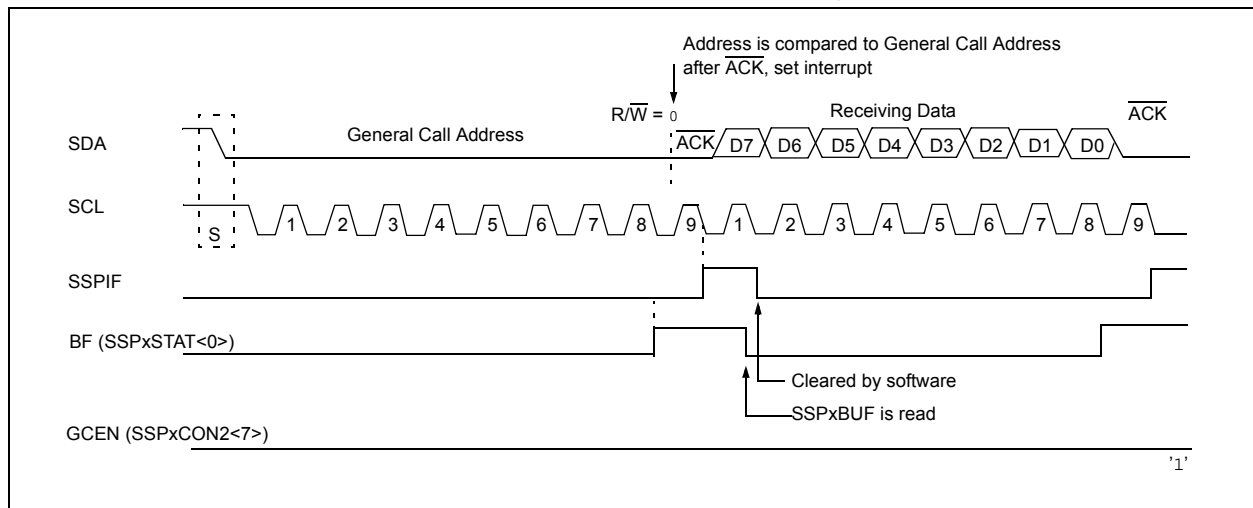 Address is compared to General Call Address
after ACK, set interrupt
R/W = 0
Receiving Data
ACK
General Call Address
SDA
ACK D7 D6 D5 D4 D3 D2 D1 D0
SCL
S
1 2 3 4 5 6 7 8 9 1 2 3 4 5 6 7 8 9
SSPIF
BF (SSPxSTAT<0>)
Cleared by software
SSPxBUF is read
GCEN (SSPxCON2<7>)
'1'